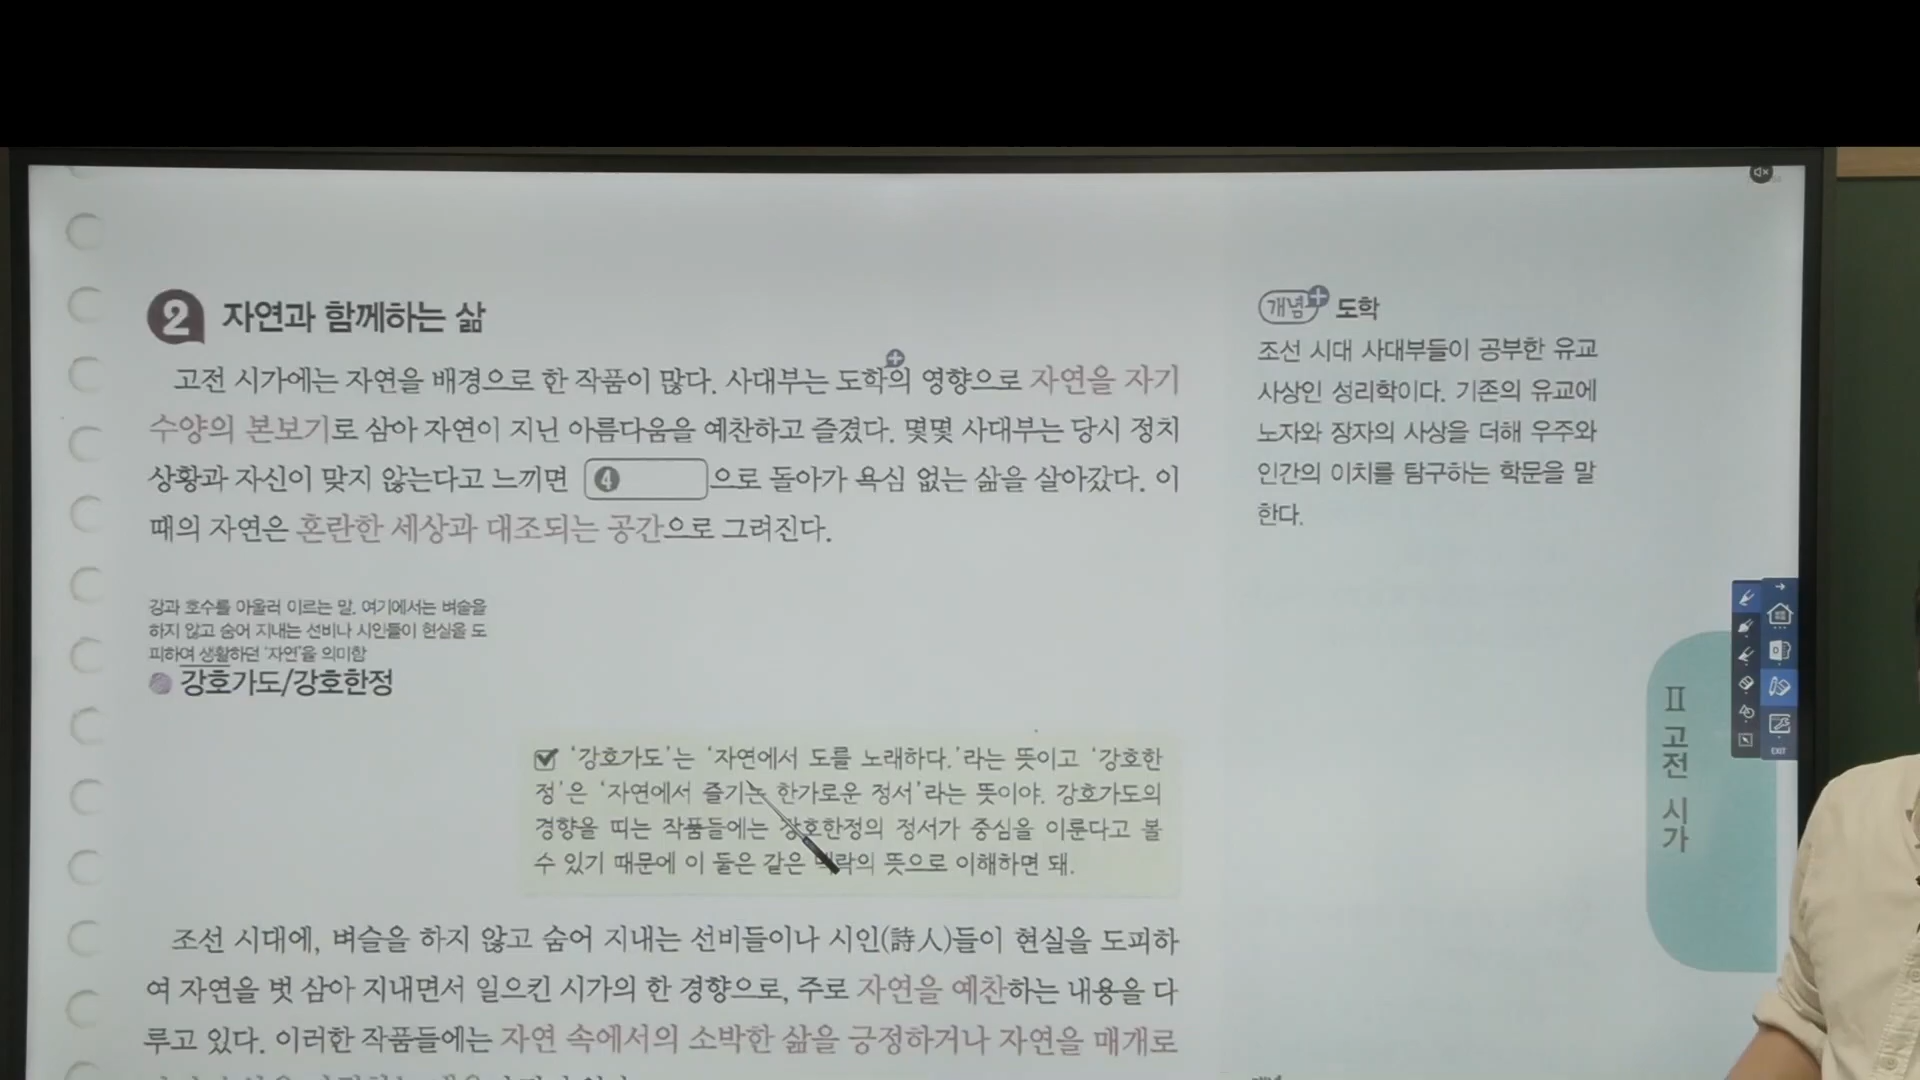 2 자연과 함께하는 삶
고전 시가에는 자연을 배경으로 한 작품이 많다. 사대부는 도학의 영향으로 자연을 자기
수양의 본보기로 삼아 자연이 지닌 아름다움을 예찬하고 즐겼다. 몇몇 사대부는 당시 정치
상황과 자신이 맞지 않는다고 느끼면 4 으로 돌아가 욕심 없는 삶을 살아갔다. 이
때의 자연은 혼란한 세상과 대조되는 공간으로 그려진다.
강과 호수를 아울러 이르는 말. 여기에서는 벼슬을
하지 않고 숨어 지내는 선비나 시인들이 현실을 도
피하여 생활하던 '자연'을 의미함
강호가도/강호한정
'강호가도'는 '자연에서 도를 노래하다.'라는 뜻이고 '강호한
정'은 '자연에서 즐기는 한가로운 정서'라는 뜻이야. 강호가도의
경향을 띠는 작품들에는 강호한정의 정서가 중심을 이룬다고 볼
수 있기 때문에 이 둘은 같은 맥락의 뜻으로 이해하면 돼.
조선 시대에, 벼슬을 하지 않고 숨어 지내는 선비들이나 시인(詩人)들이 현실을 도피하
여 자연을 벗 삼아 지내면서 일으킨 시가의 한 경향으로, 주로 자연을 예찬하는 내용을 다
루고 있다. 이러한 작품들에는 자연 속에서의 소박한 삶을 긍정하거나 자연을 매개로
개념+ 도학
조선 시대 사대부들이 공부한 유교
사상인 성리학이다. 기존의 유교에
노자와 장자의 사상을 더해 우주와
인간의 이치를 탐구하는 학문을 말
한다.
Ⅱ 고전 시가
EXIT